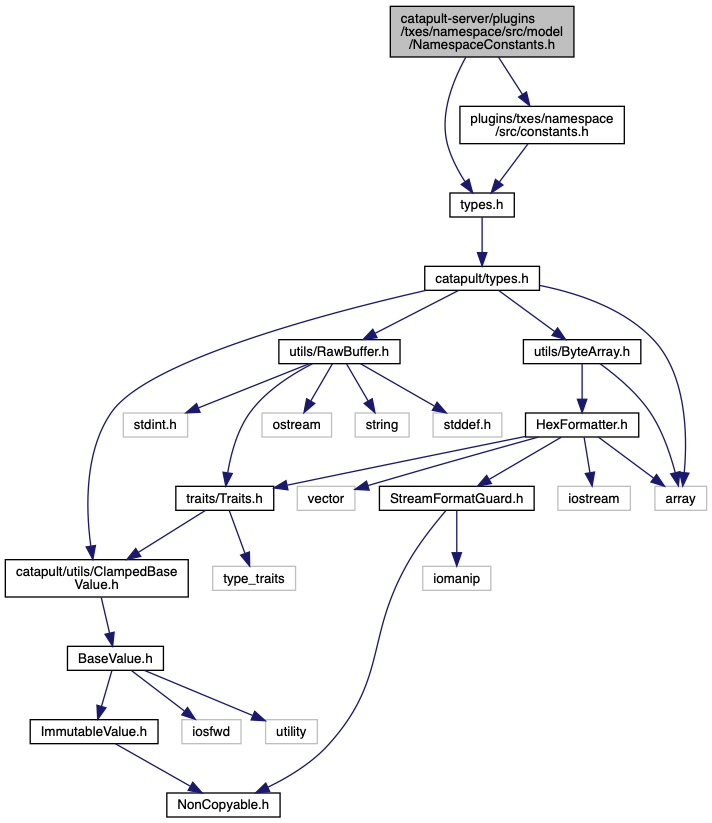 catapult-server/plugins
/txes/namespace/src/model
/NamespaceConstants.h
plugins/txes/namespace
/src/constants.h
types.h
catapult/types.h
utils/RawBuffer.h
utils/ByteArray.h
stdint.h
ostream
string
stddef.h
HexFormatter.h
traits/Traits.h
vector
StreamFormatGuard.h
iostream
array
catapult/utils/ClampedBase
Value.h
type_traits
iomanip
BaseValue.h
ImmutableValue.h
iosfwd
utility
NonCopyable.h